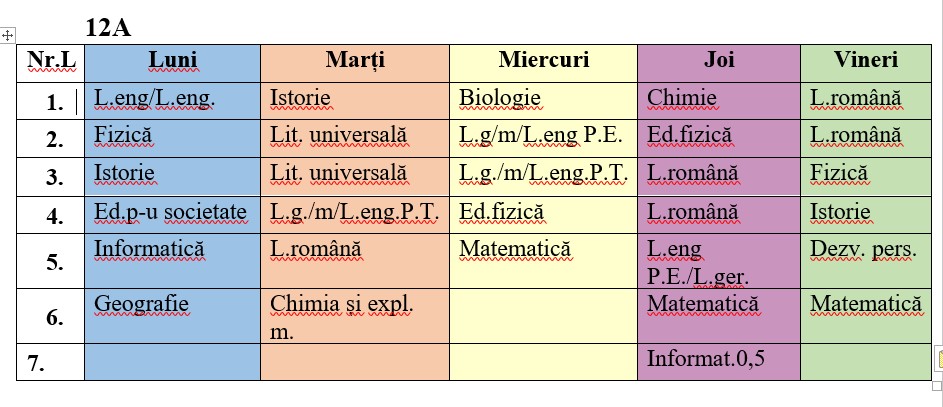 12A
Nr.L Luni Marți Miercuri Joi Vineri
1. L.eng/L.eng. Istorie Biologie Chimie L.română
2. Fizică Lit. universală L.g/m/L.eng P.E. Ed.fizică L.română
3. Istorie Lit. universală L.g./m/L.eng.P.T. L.română Fizică
4. Ed.p-u societate L.g./m/L.eng.P.T. Ed.fizică L.română Istorie
5. Informatică L.română Matematică L.eng Dezv. pers.
P.E./L.ger.
6. Geografie Chimia și expl. Matematică Matematică
m.
7. Informat.0,5